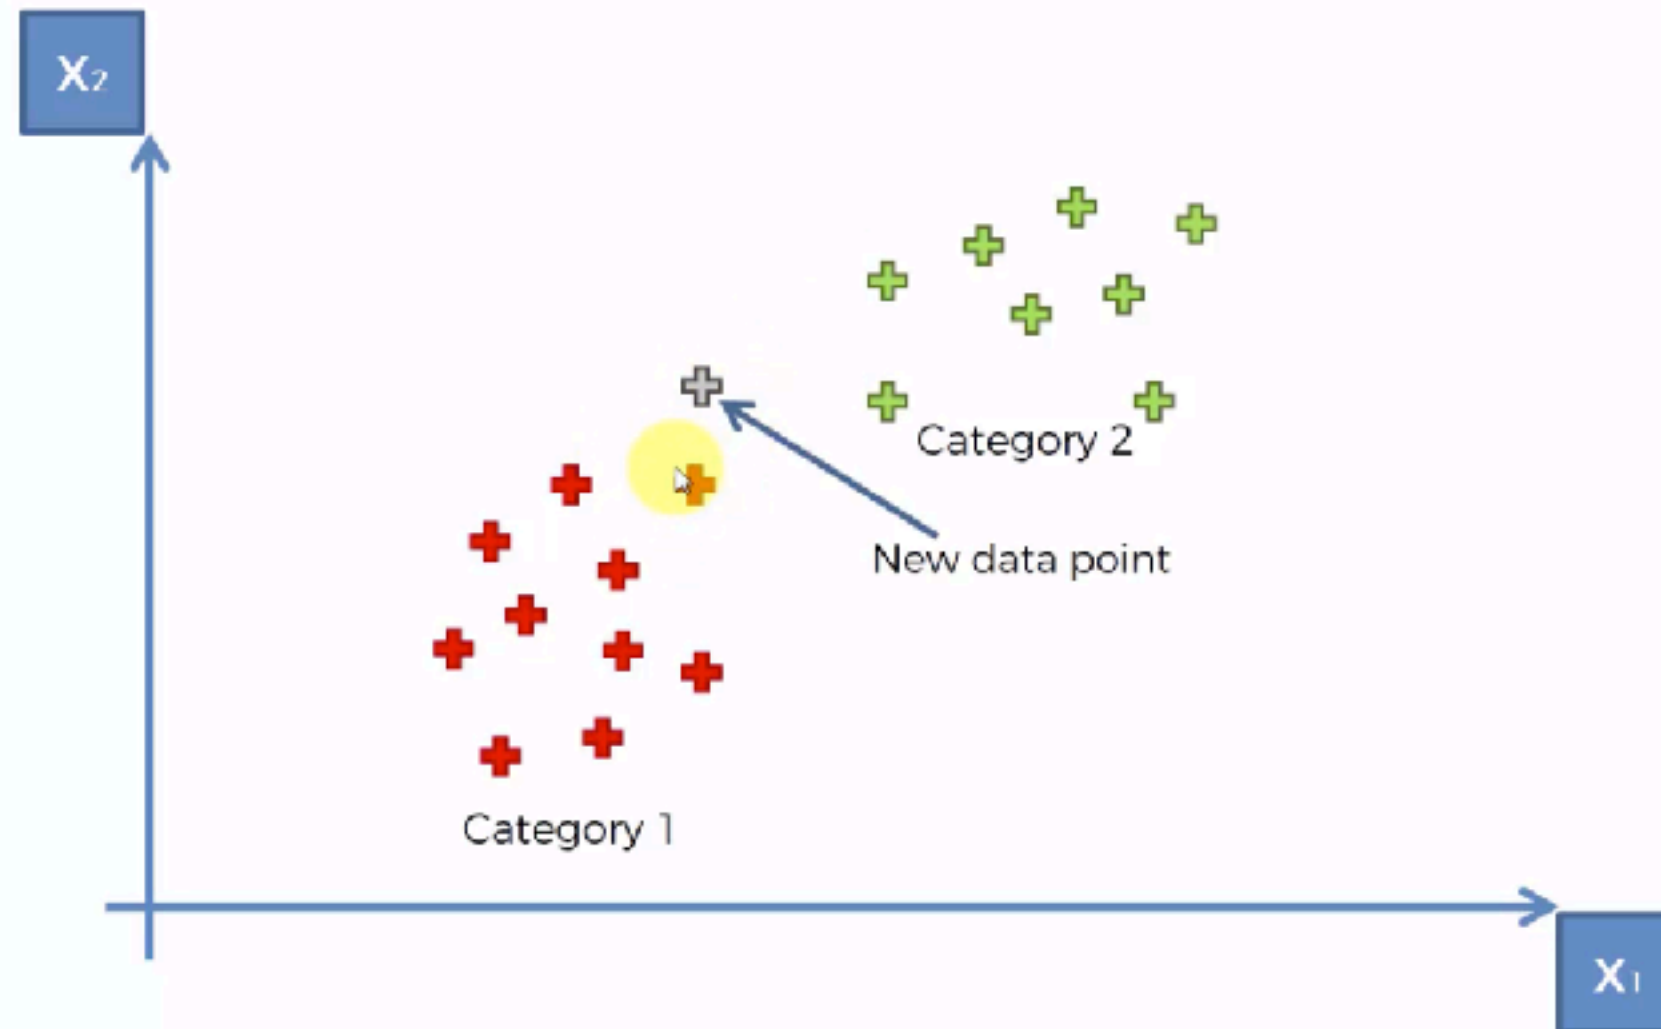 X₂
Category 2
New data point
Category 1
X₁